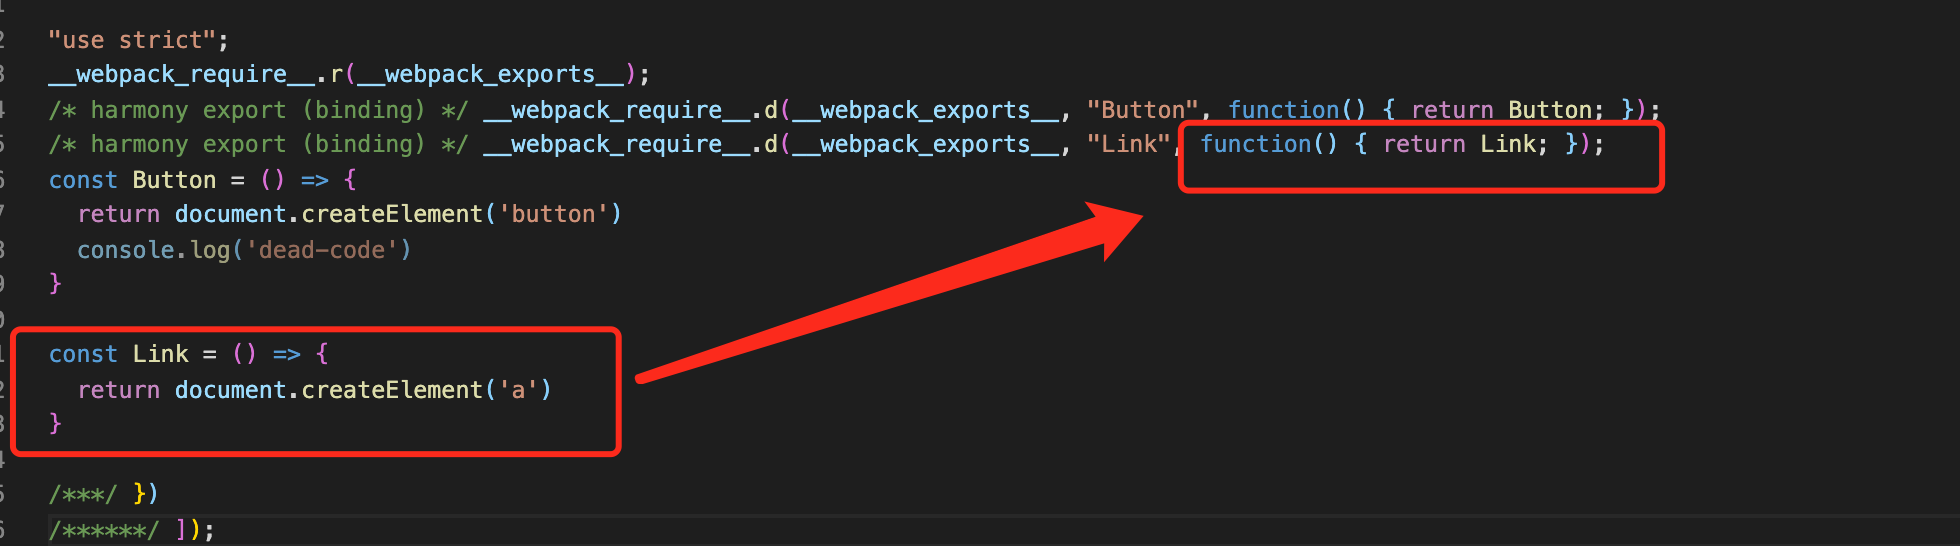 "use strict";
__webpack_require__.r(__webpack_exports__);
/* harmony export (binding) */ __webpack_require__.d(__webpack_exports__, "Button", function() { return Button; });
/* harmony export (binding) */ __webpack_require__.d(__webpack_exports__, "Link", function() { return Link; });
const Button = () => {
  return document.createElement('button')
  console.log('dead-code')
}
const Link = () => {
  return document.createElement('a')
}
/***/ })
/******/ ]);